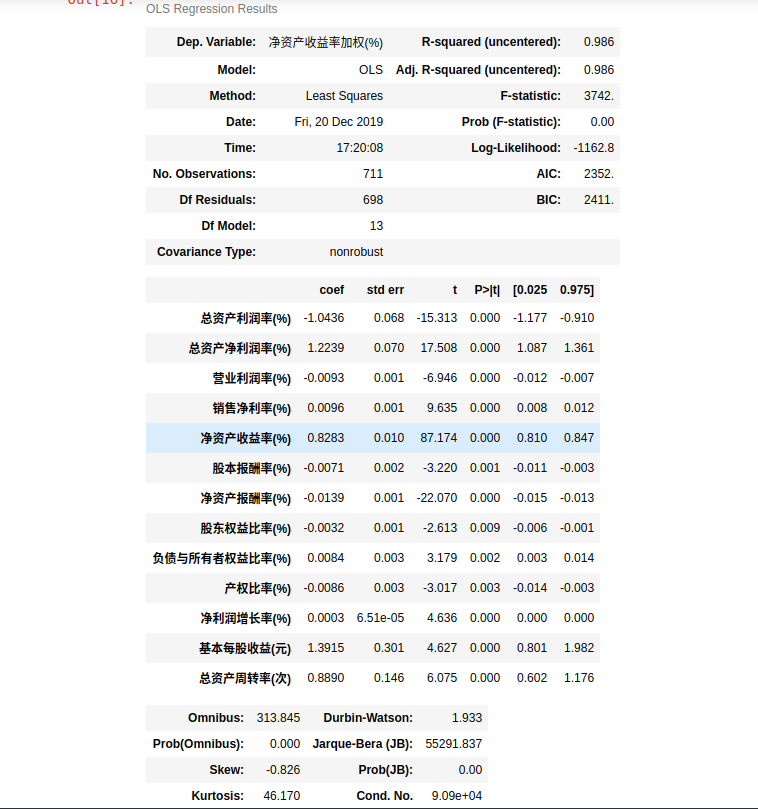 OLS Regression Results
Dep. Variable: 净资产收益率加权(%) R-squared (uncentered): 0.986
Model: OLS Adj. R-squared (uncentered): 0.986
Method: Least Squares F-statistic: 3742.
Date: Fri, 20 Dec 2019 Prob (F-statistic): 0.00
Time: 17:20:08 Log-Likelihood: -1162.8
No. Observations: 711 AIC: 2352.
Df Residuals: 698 BIC: 2411.
Df Model: 13
Covariance Type: nonrobust
coef std err t P>|t| [0.025 0.975]
总资产利润率(%) -1.0436 0.068 -15.313 0.000 -1.177 -0.910
总资产净利润率(%) 1.2239 0.070 17.508 0.000 1.087 1.361
营业利润率(%) -0.0093 0.001 -6.946 0.000 -0.012 -0.007
销售净利率(%) 0.0096 0.001 9.635 0.000 0.008 0.012
净资产收益率(%) 0.8283 0.010 87.174 0.000 0.810 0.847
股本报酬率(%) -0.0071 0.002 -3.220 0.001 -0.011 -0.003
净资产报酬率(%) -0.0139 0.001 -22.070 0.000 -0.015 -0.013
股东权益比率(%) -0.0032 0.001 -2.613 0.009 -0.006 -0.001
负债与所有者权益比率(%) 0.0084 0.003 3.179 0.002 0.003 0.014
产权比率(%) -0.0086 0.003 -3.017 0.003 -0.014 -0.003
净利润增长率(%) 0.0003 6.51e-05 4.636 0.000 0.000 0.000
基本每股收益(元) 1.3915 0.301 4.627 0.000 0.801 1.982
总资产周转率(次) 0.8890 0.146 6.075 0.000 0.602 1.176
Omnibus: 313.845 Durbin-Watson: 1.933
Prob(Omnibus): 0.000 Jarque-Bera (JB): 55291.837
Skew: -0.826 Prob(JB): 0.00
Kurtosis: 46.170 Cond. No. 9.09e+04